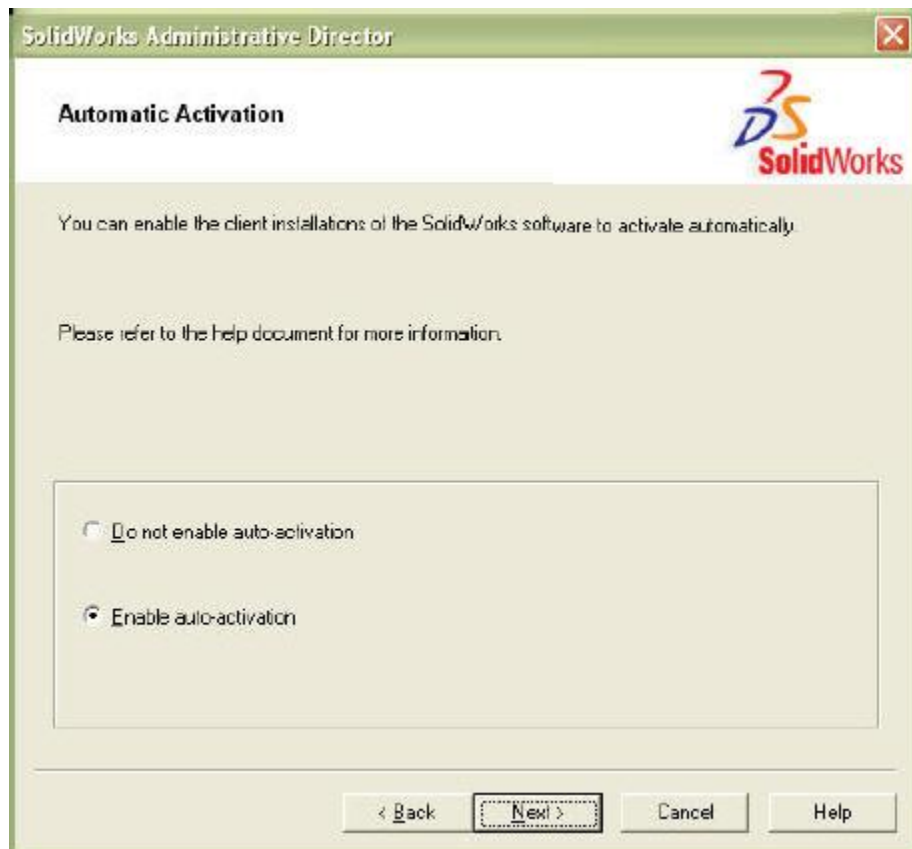 SolidWorks Administrative Director
Automatic Activation
DS
SolidWorks
You can enable the client installations of the SolidWorks software to activate automatically.
Please refer to the help document for more information.
Do not enable auto-activation
Enable auto-activation
< Back
Next >
Cancel
Help